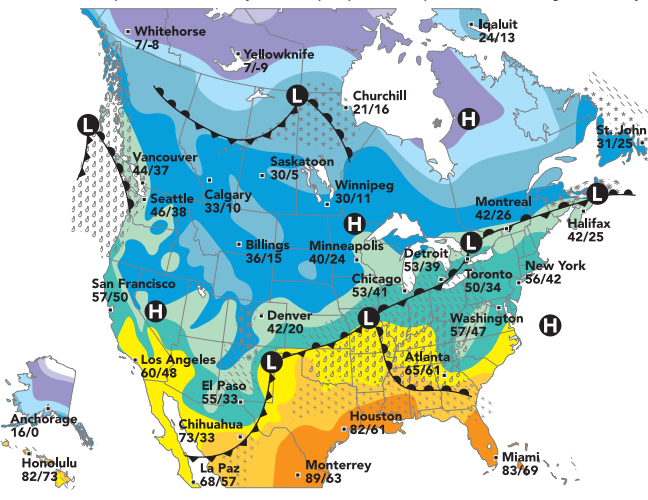 Whitehorse
7/-8
Yellowknife
7/-9
Iqaluit
24/13
L
Churchill
21/16
H
L
St. John
31/25
Vancouver
44/37
Saskatoon
30/5
Calgary
33/10
Winnipeg
30/11
Seattle
46/38
L
Montreal
42/26
H
Halifax
42/25
Billings
36/15
Minneapolis
40/24
L
Detroit
53/39
Toronto
50/34
New York
56/42
Chicago
53/41
San Francisco
57/50
H
Denver
42/20
L
Washington
57/47
H
Los Angeles
60/48
L
Atlanta
65/61
El Paso
55/33
Anchorage
16/0
Chihuahua
73/33
Houston
82/61
Honolulu
82/73
La Paz
68/57
Monterrey
89/63
Miami
83/69